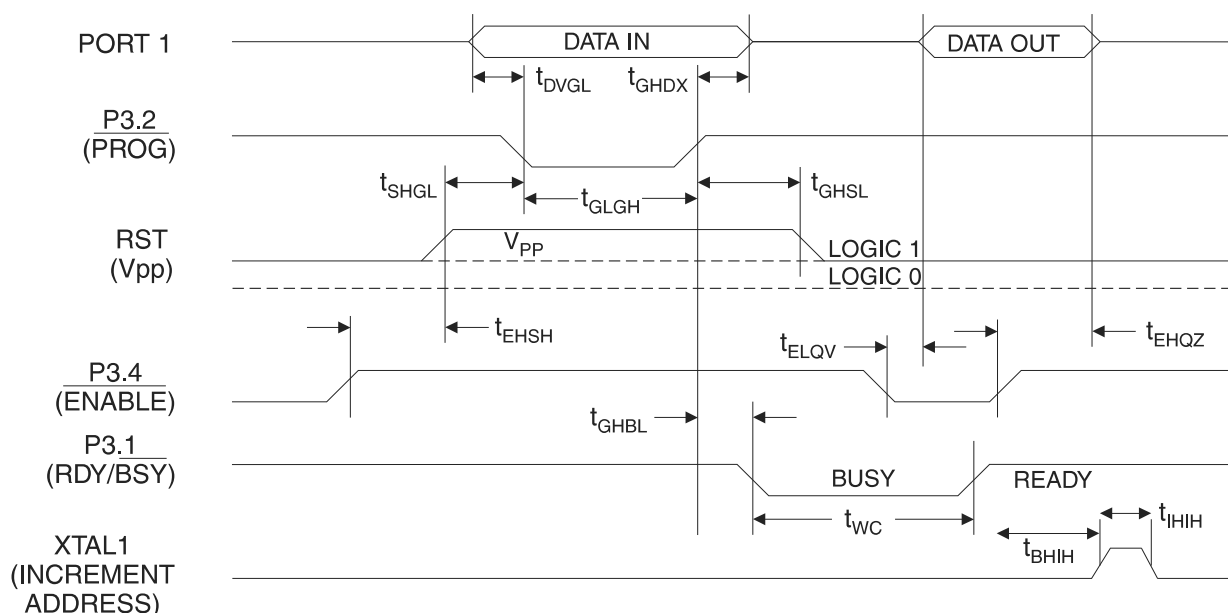 PORT 1
DATA IN
DATA OUT
tDVGL
tGHDX
P3.2
(PROG)
tSHGL
tGLGH
tGHSL
RST
(Vpp)
VPP
LOGIC 1
LOGIC 0
tEHSH
tELQV
tEHQZ
P3.4
(ENABLE)
tGHBL
P3.1
(RDY/BSY)
BUSY
READY
tWC
tIHIH
tBHIH
XTAL1
(INCREMENT
ADDRESS)